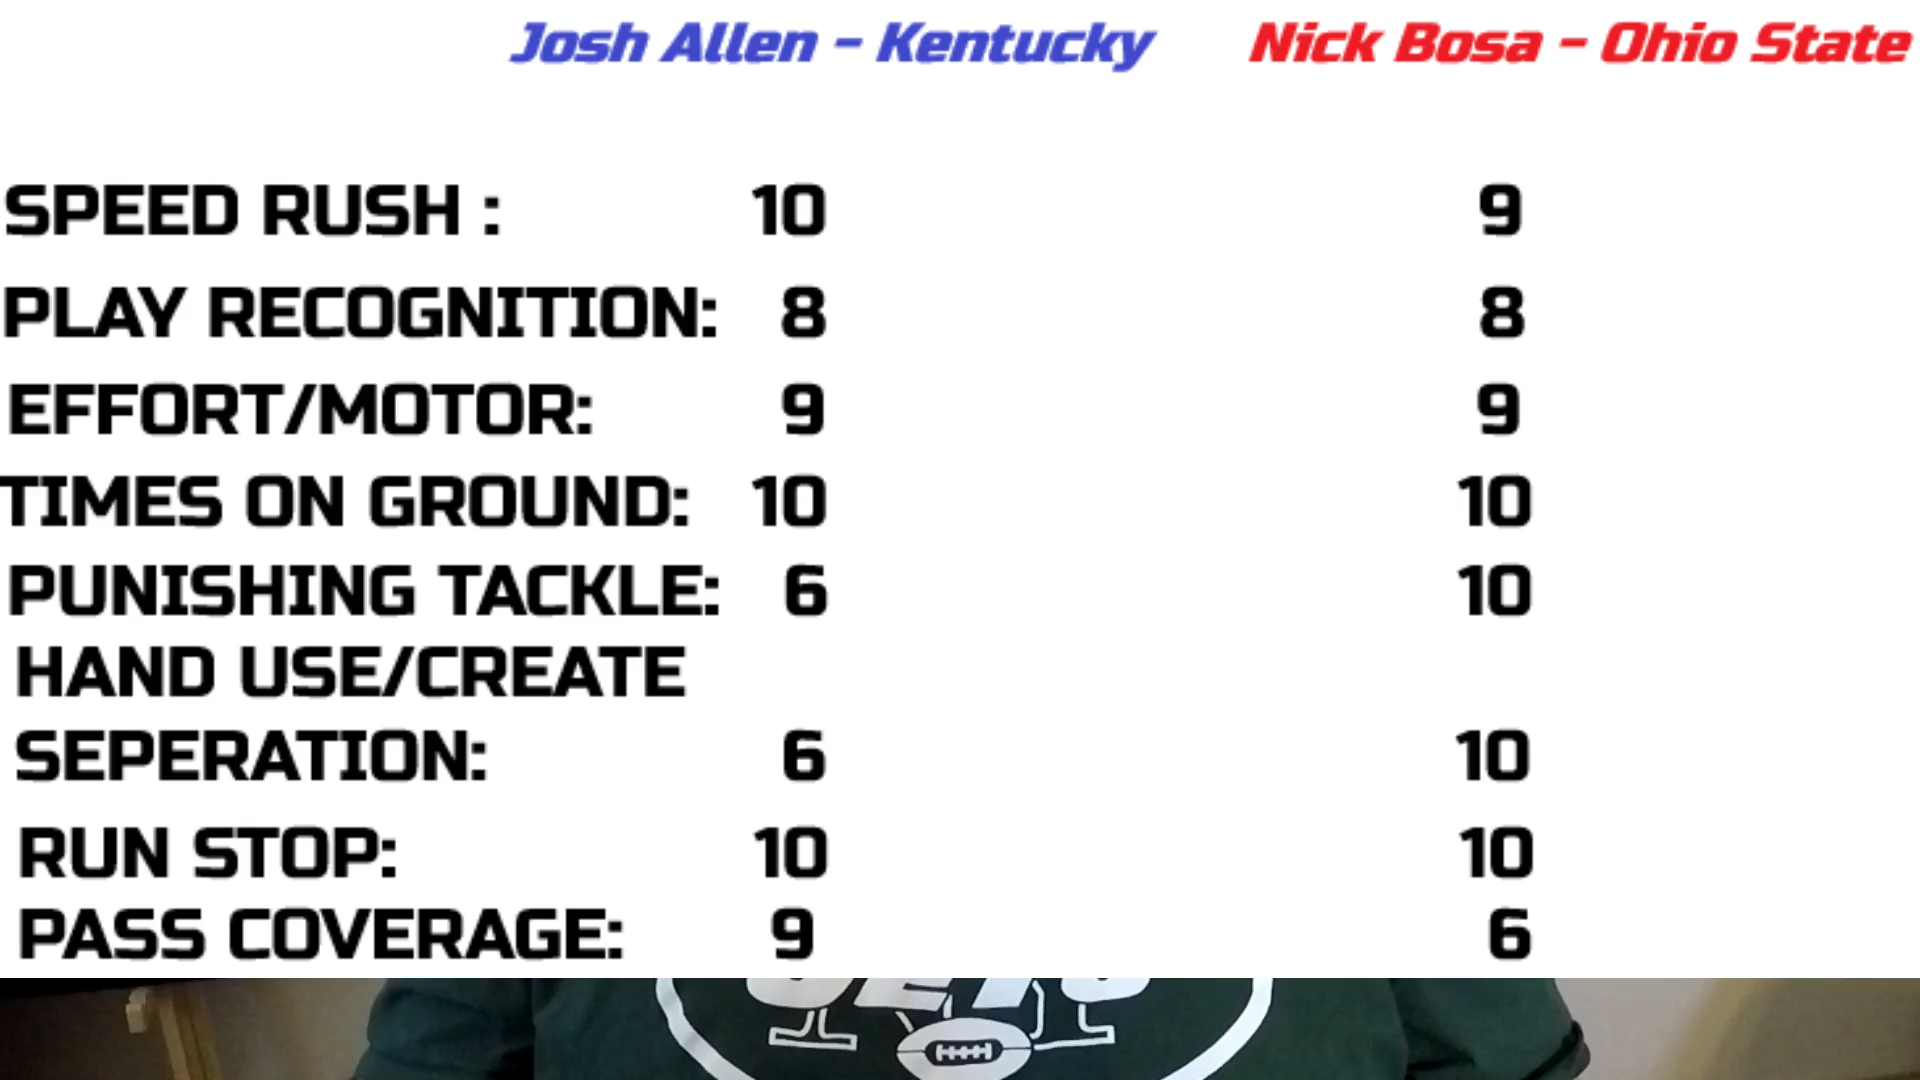 Josh Allen - Kentucky Nick Bosa - Ohio State
SPEED RUSH : 10 9
PLAY RECOGNITION: 8 8
EFFORT/MOTOR: 9 9
TIMES ON GROUND: 10 10
PUNISHING TACKLE: 6 10
HAND USE/CREATE
SEPERATION: 6 10
RUN STOP: 10 10
PASS COVERAGE: 9 6